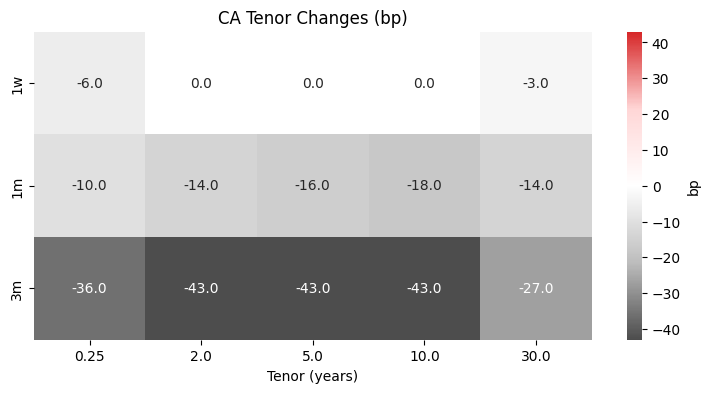 CA Tenor Changes (bp)
1w -6.0 0.0 0.0 0.0 -3.0
1m -10.0 -14.0 -16.0 -18.0 -14.0
3m -36.0 -43.0 -43.0 -43.0 -27.0
0.25 2.0 5.0 10.0 30.0
Tenor (years)
40
30
20
10
0
−10
−20
−30
−40
bp